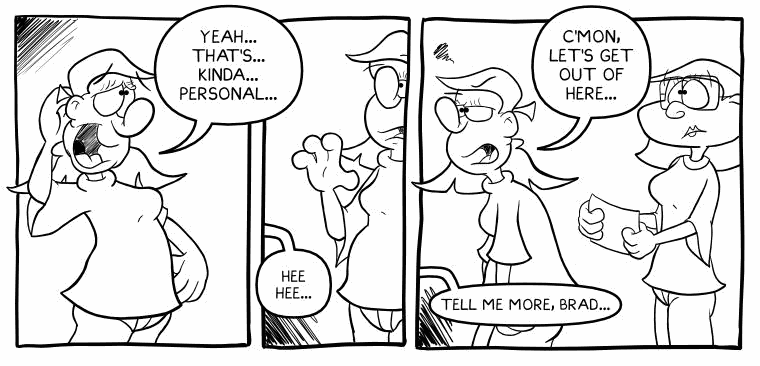 YEAH...
THAT'S...
KINDA...
PERSONAL...
HEE
HEE...
C'MON,
LET'S GET
OUT OF
HERE...
TELL ME MORE, BRAD...